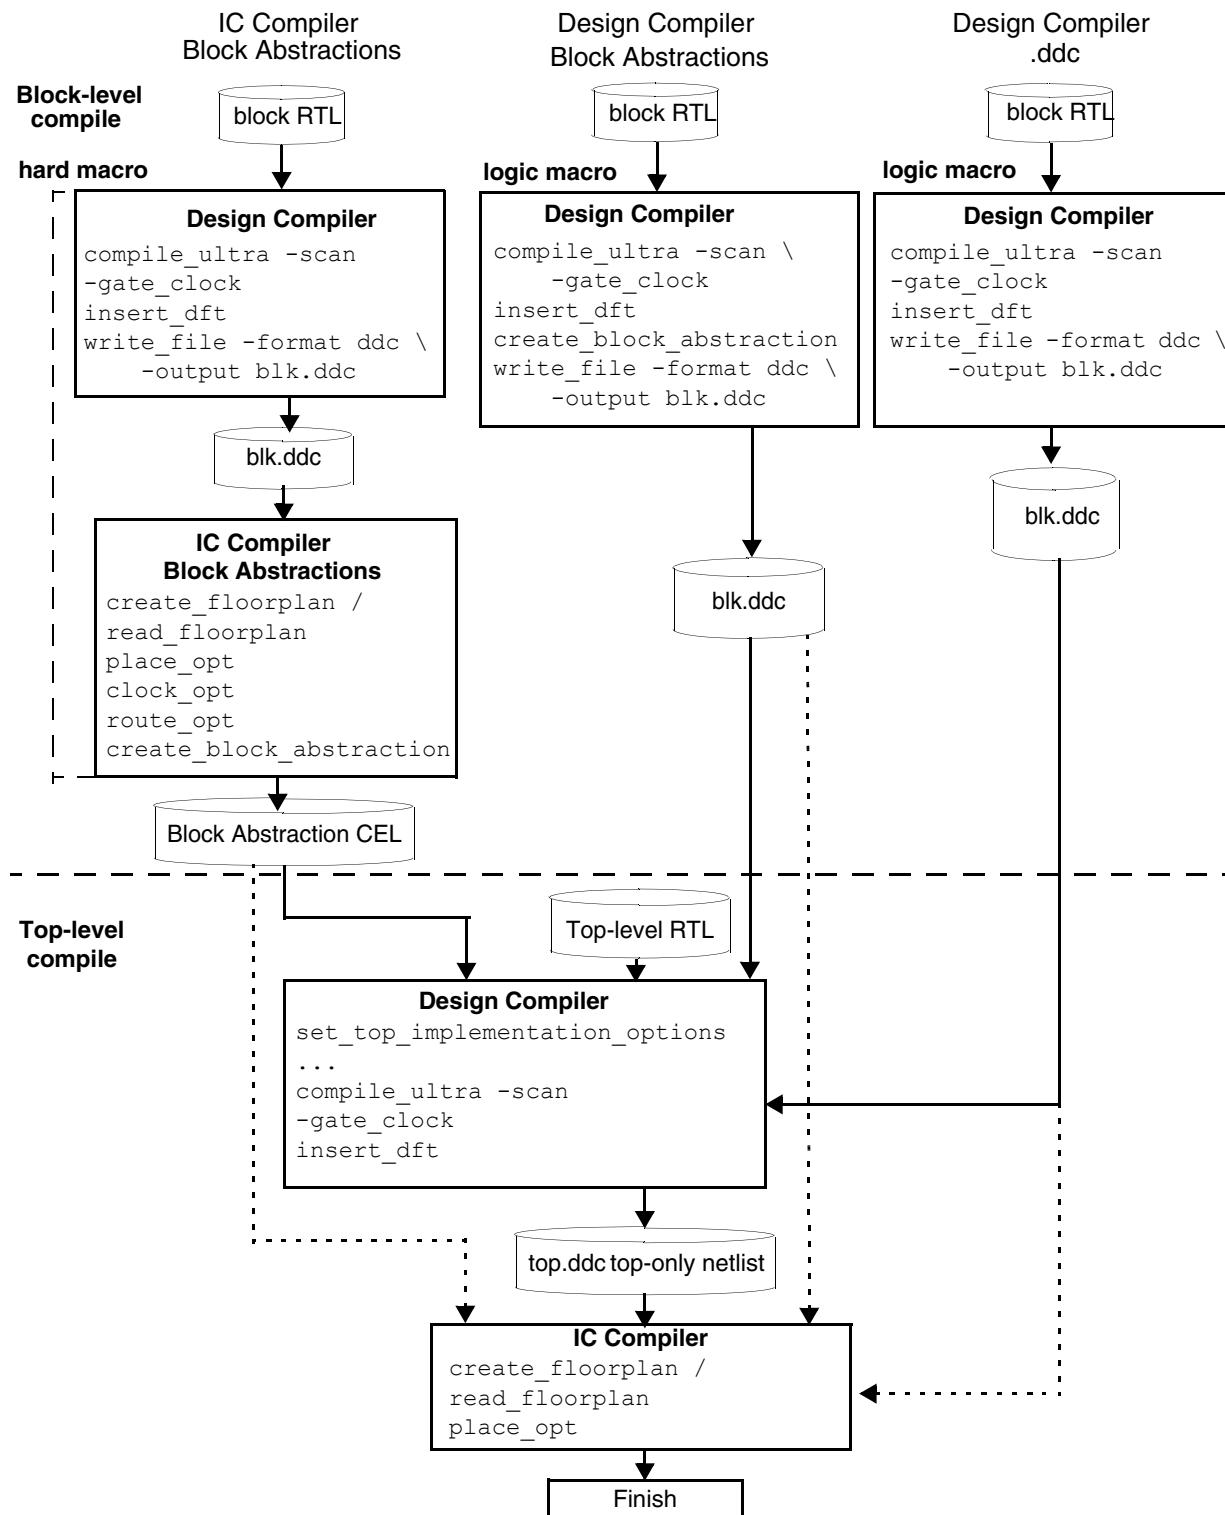 IC Compiler
Block Abstractions
Design Compiler
Block Abstractions
Design Compiler
.ddc
Block-level
compile
block RTL
block RTL
block RTL
hard macro
logic macro
logic macro
Design Compiler
compile_ultra -scan
-gate_clock
insert_dft
write_file -format ddc \
-output blk.ddc
Design Compiler
compile_ultra -scan \
-gate_clock
insert_dft
create_block_abstraction
write_file -format ddc \
-output blk.ddc
Design Compiler
compile_ultra -scan
-gate_clock
insert_dft
write_file -format ddc \
-output blk.ddc
blk.ddc
blk.ddc
blk.ddc
IC Compiler
Block Abstractions
create_floorplan /
read_floorplan
place_opt
clock_opt
route_opt
create_block_abstraction
Block Abstraction CEL
Top-level
compile
Top-level RTL
Design Compiler
set_top_implementation_options
...
compile_ultra -scan
-gate_clock
insert_dft
top.ddc top-only netlist
IC Compiler
create_floorplan /
read_floorplan
place_opt
Finish